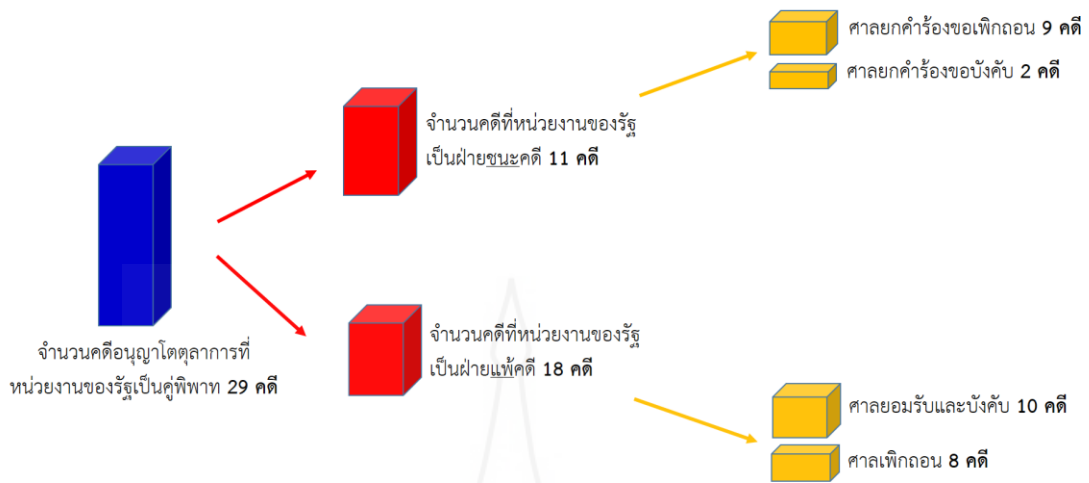 ศาลยกคำร้องขอเพิกถอน 9 คดี
ศาลยกคำร้องขอบังคับ 2 คดี
จำนวนคดีที่หน่วยงานของรัฐ
เป็นฝ่ายชนะคดี 11 คดี
จำนวนคดีอนุญาโตตุลาการที่
หน่วยงานของรัฐเป็นคู่พิพาท 29 คดี
จำนวนคดีที่หน่วยงานของรัฐ
เป็นฝ่ายแพ้คดี 18 คดี
ศาลยอมรับและบังคับ 10 คดี
ศาลเพิกถอน 8 คดี